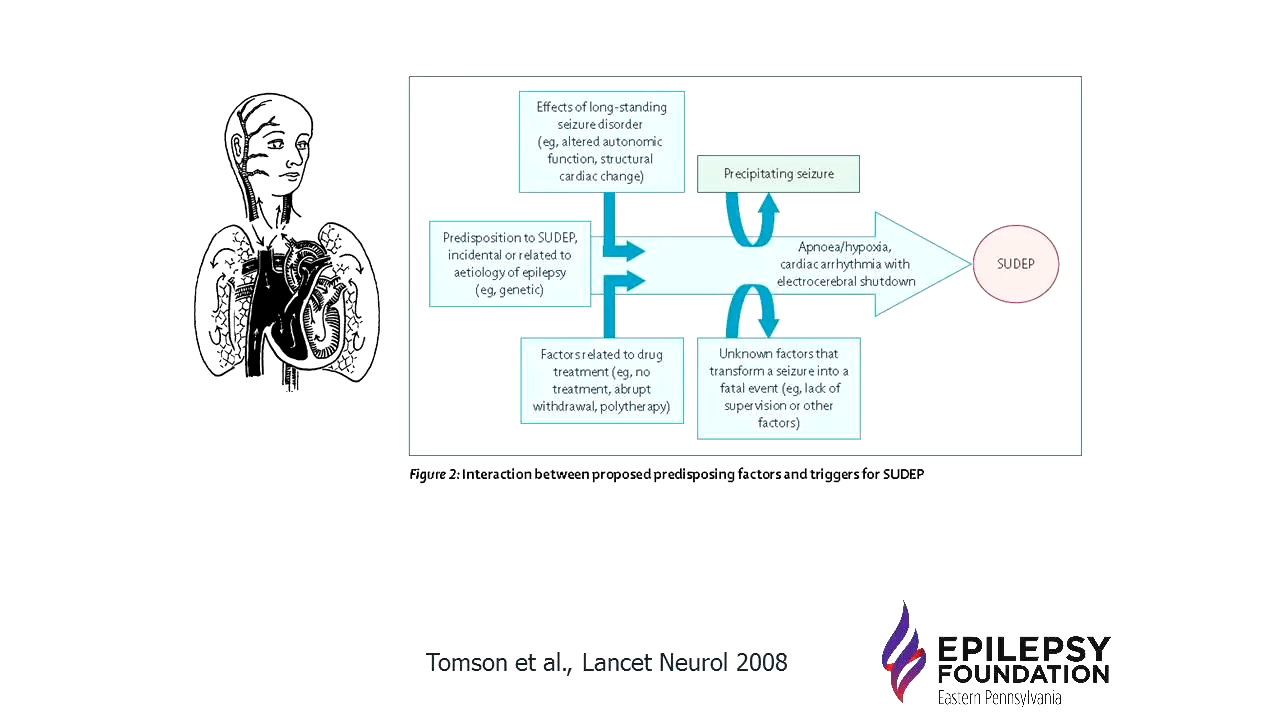 Effects of long-standing
seizure disorder
(eg, altered autonomic
function, structural
cardiac change)
Precipitating seizure
Predisposition to SUDEP,
incidental or related to
aetiology of epilepsy
(eg, genetic)
Apnoea/hypoxia,
cardiac arrhythmia with
electrocerebral shutdown
SUDEP
Factors related to drug
treatment (eg, no
treatment, abrupt
withdrawal, polytherapy)
Unknown factors that
transform a seizure into a
fatal event (eg, lack of
supervision or other
factors)
Figure 2: Interaction between proposed predisposing factors and triggers for SUDEP
Tomson et al., Lancet Neurol 2008
EPILEPSY
FOUNDATION
Eastern Pennsylvania